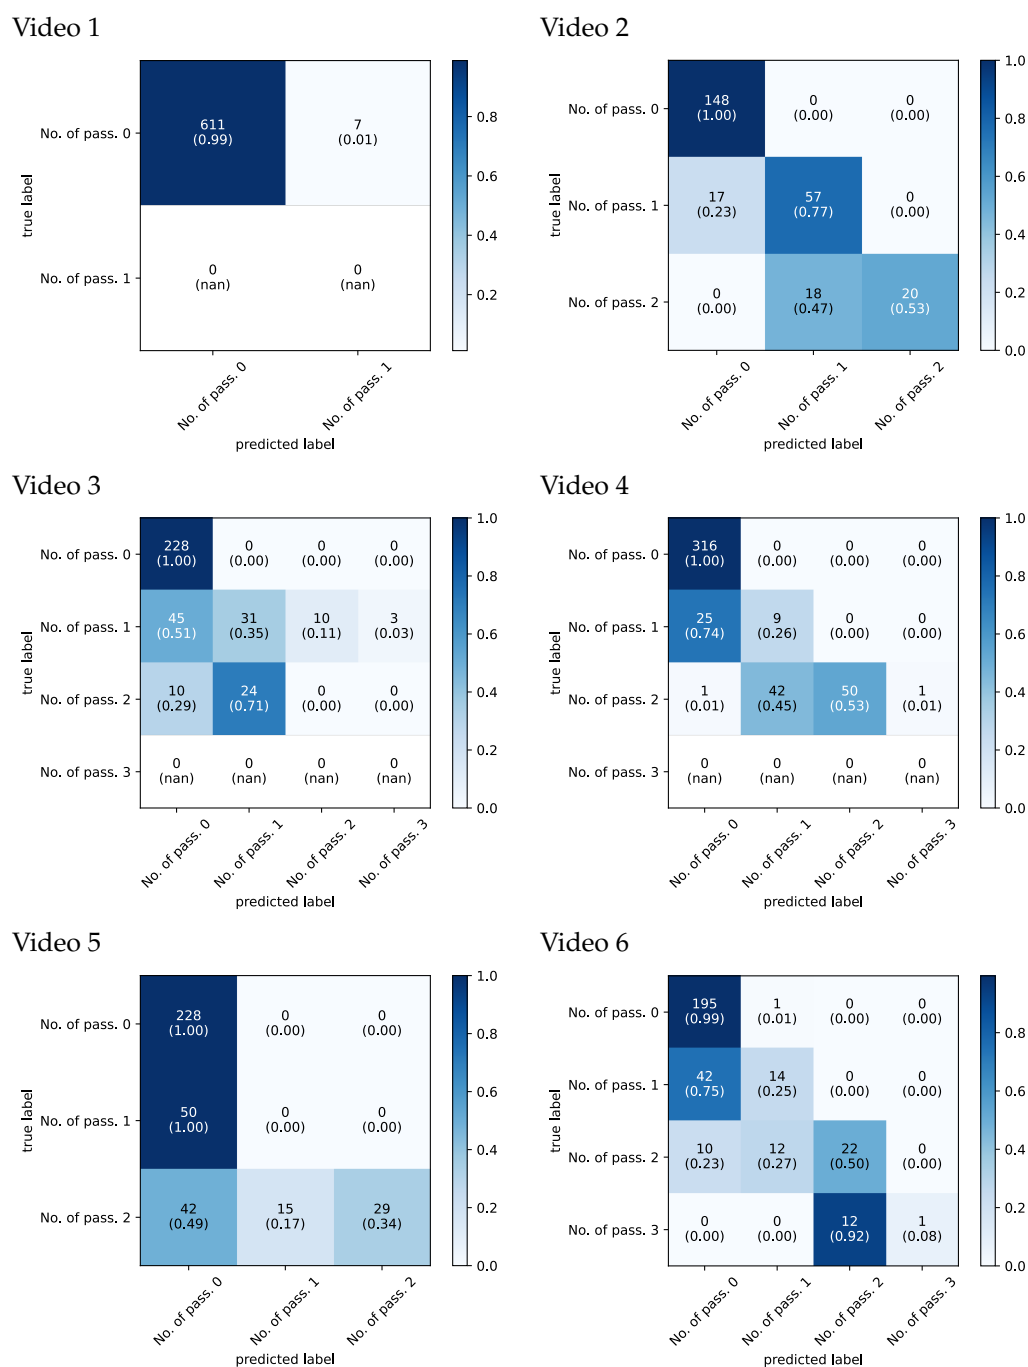 Video 1
No. of pass. 0
No. of pass. 1
true label
611
(0.99)
7
(0.01)
0
(nan)
0
(nan)
No. of pass. 0
No. of pass. 1
predicted label
0.8
0.6
0.4
0.2
Video 2
No. of pass. 0
No. of pass. 1
No. of pass. 2
true label
148
(1.00)
0
(0.00)
0
(0.00)
17
(0.23)
57
(0.77)
0
(0.00)
0
(0.00)
18
(0.47)
20
(0.53)
No. of pass. 0
No. of pass. 1
No. of pass. 2
predicted label
1.0
0.8
0.6
0.4
0.2
0.0
Video 3
No. of pass. 0
No. of pass. 1
No. of pass. 2
No. of pass. 3
true label
228
(1.00)
0
(0.00)
0
(0.00)
0
(0.00)
45
(0.51)
31
(0.35)
10
(0.11)
3
(0.03)
10
(0.29)
24
(0.71)
0
(0.00)
0
(0.00)
0
(nan)
0
(nan)
0
(nan)
0
(nan)
No. of pass. 0
No. of pass. 1
No. of pass. 2
No. of pass. 3
predicted label
1.0
0.8
0.6
0.4
0.2
0.0
Video 4
No. of pass. 0
No. of pass. 1
No. of pass. 2
No. of pass. 3
true label
316
(1.00)
0
(0.00)
0
(0.00)
0
(0.00)
25
(0.74)
9
(0.26)
0
(0.00)
0
(0.00)
1
(0.01)
42
(0.45)
50
(0.53)
1
(0.01)
0
(nan)
0
(nan)
0
(nan)
0
(nan)
No. of pass. 0
No. of pass. 1
No. of pass. 2
No. of pass. 3
predicted label
1.0
0.8
0.6
0.4
0.2
0.0
Video 5
No. of pass. 0
No. of pass. 1
No. of pass. 2
true label
228
(1.00)
0
(0.00)
0
(0.00)
50
(1.00)
0
(0.00)
0
(0.00)
42
(0.49)
15
(0.17)
29
(0.34)
No. of pass. 0
No. of pass. 1
No. of pass. 2
predicted label
1.0
0.8
0.6
0.4
0.2
0.0
Video 6
No. of pass. 0
No. of pass. 1
No. of pass. 2
No. of pass. 3
true label
195
(0.99)
1
(0.01)
0
(0.00)
0
(0.00)
42
(0.75)
14
(0.25)
0
(0.00)
0
(0.00)
10
(0.23)
12
(0.27)
22
(0.50)
0
(0.00)
0
(0.00)
0
(0.00)
12
(0.92)
1
(0.08)
No. of pass. 0
No. of pass. 1
No. of pass. 2
No. of pass. 3
predicted label
0.8
0.6
0.4
0.2
0.0